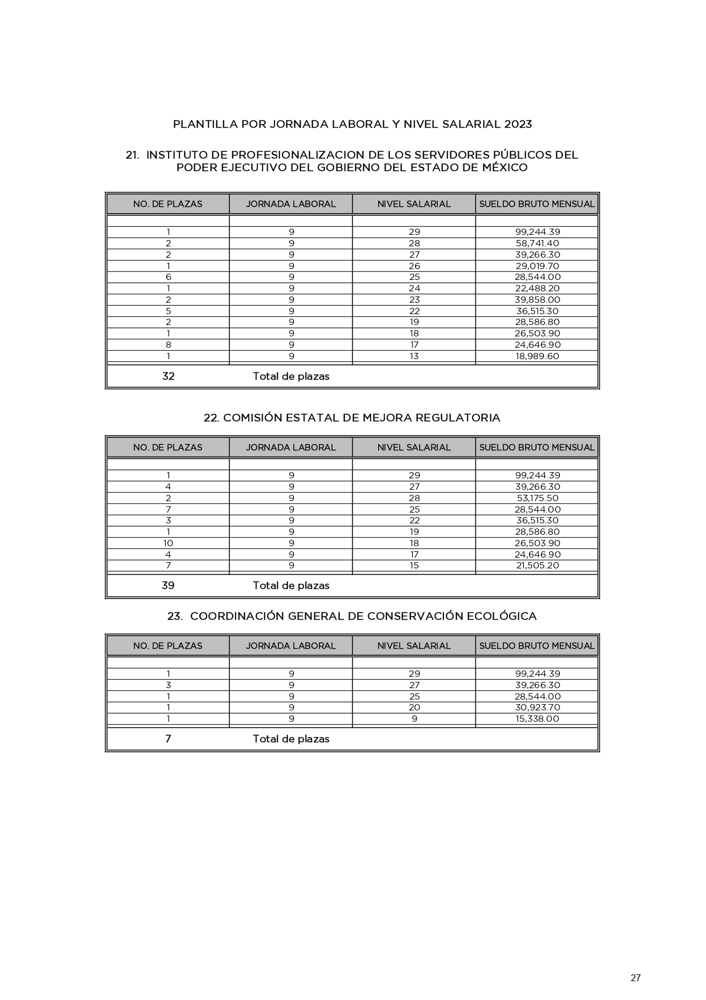 PLANTILLA POR JORNADA LABORAL Y NIVEL SALARIAL 2023
21. INSTITUTO DE PROFESIONALIZACION DE LOS SERVIDORES PÚBLICOS DEL
PODER EJECUTIVO DEL GOBIERNO DEL ESTADO DE MÉXICO
NO. DE PLAZAS JORNADA LABORAL NIVEL SALARIAL SUELDO BRUTO MENSUAL
1 9 29 99,244.39
2 9 28 58,741.40
2 9 27 39,266.30
1 9 26 29,019.70
6 9 25 28,544.00
1 9 24 22,488.20
2 9 23 39,858.00
5 9 22 36,515.30
2 9 19 28,586.80
1 9 18 26,503.90
8 9 17 24,646.90
1 9 13 18,989.60
32 Total de plazas
22. COMISIÓN ESTATAL DE MEJORA REGULATORIA
NO. DE PLAZAS JORNADA LABORAL NIVEL SALARIAL SUELDO BRUTO MENSUAL
1 9 29 99,244.39
4 9 27 39,266.30
2 9 28 53,175.50
7 9 25 28,544.00
3 9 22 36,515.30
1 9 19 28,586.80
10 9 18 26,503.90
4 9 17 24,646.90
7 9 15 21,505.20
39 Total de plazas
23. COORDINACIÓN GENERAL DE CONSERVACIÓN ECOLÓGICA
NO. DE PLAZAS JORNADA LABORAL NIVEL SALARIAL SUELDO BRUTO MENSUAL
1 9 29 99,244.39
3 9 27 39,266.30
1 9 25 28,544.00
1 9 20 30,923.70
1 9 9 15,338.00
7 Total de plazas
27